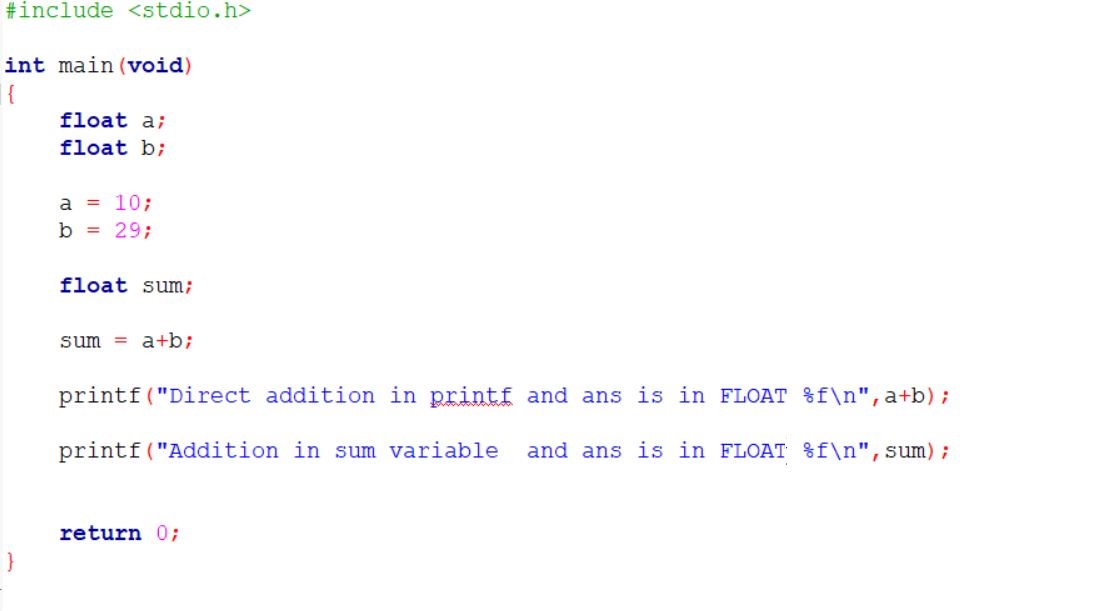 #include <stdio.h>
int main(void)
{
float a;
float b;
a = 10;
b = 29;
float sum;
sum = a+b;
printf("Direct addition in printf and ans is in FLOAT %f\n",a+b);
printf("Addition in sum variable  and ans is in FLOAT %f\n",sum);
return 0;
}